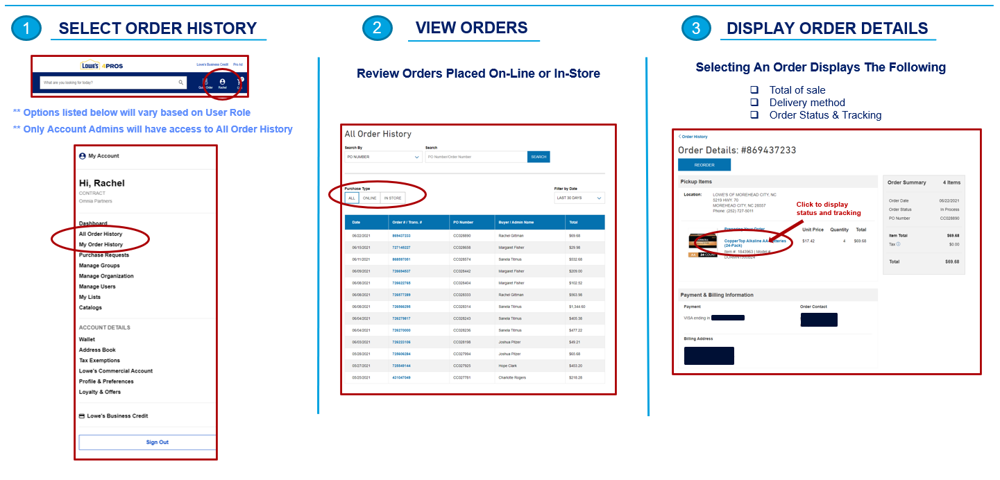 1 SELECT ORDER HISTORY
LOWE'S 4PROS
Lowe's Business Credit Pro Ad
What are you looking for today?
Rachel
** Options listed below will vary based on User Role
** Only Account Admins will have access to All Order History
My Account
Hi, Rachel
CONTRACT
Omnia Partners
Dashboard
All Order History
My Order History
Purchase Requests
Manage Groups
Manage Organization
Manage Users
My Lists
Catalogs
ACCOUNT DETAILS
Wallet
Address Book
Tax Exemptions
Lowe's Commercial Account
Profile & Preferences
Loyalty & Offers
Lowe's Business Credit
Sign Out
2 VIEW ORDERS
Review Orders Placed On-Line or In-Store
All Order History
Search By Search
PO NUMBER PO Number/Order Number SEARCH
Purchase Type Filter by Date
ALL ONLINE IN STORE LAST 30 DAYS
Date Order # / Trans. # PO Number Buyer / Admin Name Total
06/22/2021 869437233 CC028890 Rachel Gittman $69.68
06/15/2021 727149227 CC028658 Margaret Fisher $29.98
06/11/2021 868597051 CC028574 Sanela Titmus $532.68
06/09/2021 726694537 CC028442 Margaret Fisher $209.00
06/08/2021 726622765 CC028404 Margaret Fisher $102.52
06/08/2021 726577289 CC028333 Rachel Gittman $563.98
06/08/2021 726566295 CC028314 Sanela Titmus $1,344.60
06/04/2021 726279817 CC028243 Sanela Titmus $405.38
06/04/2021 726270000 CC028236 Sanela Titmus $477.22
06/03/2021 726223106 CC028198 Joshua Pitzer $49.21
05/28/2021 725606284 CC027994 Joshua Pitzer $65.68
05/27/2021 725549144 CC027925 Hope Clark $453.20
05/25/2021 431047049 CC027781 Charlotte Rogers $218.28
3 DISPLAY ORDER DETAILS
Selecting An Order Displays The Following
❑ Total of sale
❑ Delivery method
❑ Order Status & Tracking
< Order History
Order Details: #869437233
REORDER
Pickup Items
Location: LOWE'S OF MOREHEAD CITY, NC
5219 HWY. 70
MOREHEAD CITY, NC 28557
Phone: (252) 727-5011
Click to display
status and tracking
Preparing Your Order Unit Price Quantity Total
CopperTop Alkaline AA Batteries $17.42 4 $69.68
(24-Pack)
Item #: 1843963 | Model #:
AA 24 COUNT
Order Summary 4 Items
Order Date 06/22/2021
Order Status In Process
PO Number CC028890
Item Total $69.68
Tax $0.00
Total $69.68
Payment & Billing Information
Payment Order Contact
VISA ending in
Billing Address